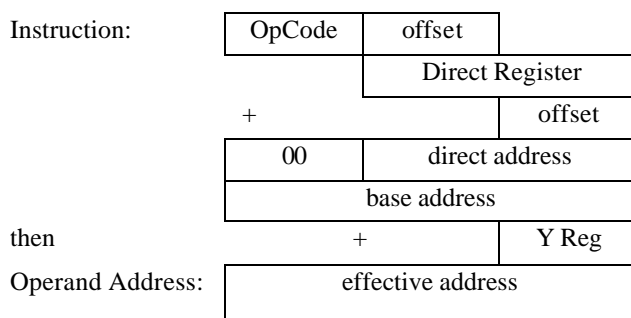 Instruction: OpCode offset
Direct Register
+ offset
00 direct address
base address
then + Y Reg
Operand Address: effective address